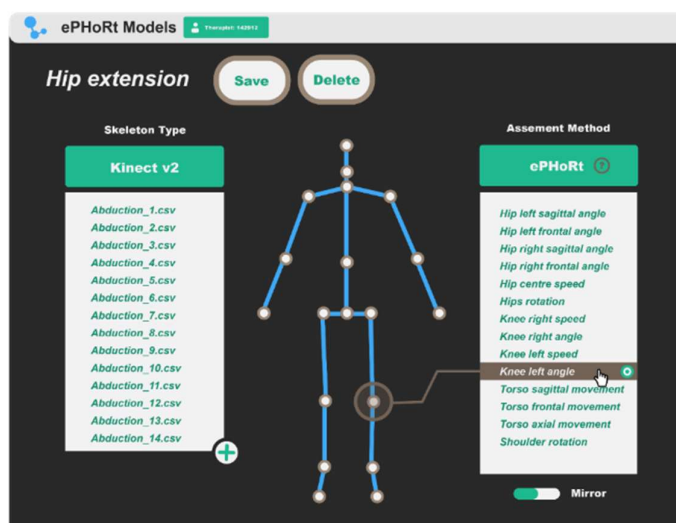 ePHoRt Models
Therapist: 142012
Hip extension
Save
Delete
Skeleton Type
Kinect v2
Abduction_1.csv
Abduction_2.csv
Abduction_3.csv
Abduction_4.csv
Abduction_5.csv
Abduction_6.csv
Abduction_7.csv
Abduction_8.csv
Abduction_9.csv
Abduction_10.csv
Abduction_11.csv
Abduction_12.csv
Abduction_13.csv
Abduction_14.csv
Assement Method
ePHoRt ?
Hip left sagittal angle
Hip left frontal angle
Hip right sagittal angle
Hip right frontal angle
Hip centre speed
Hips rotation
Knee right speed
Knee right angle
Knee left speed
Knee left angle
Torso sagittal movement
Torso frontal movement
Torso axial movement
Shoulder rotation
Mirror